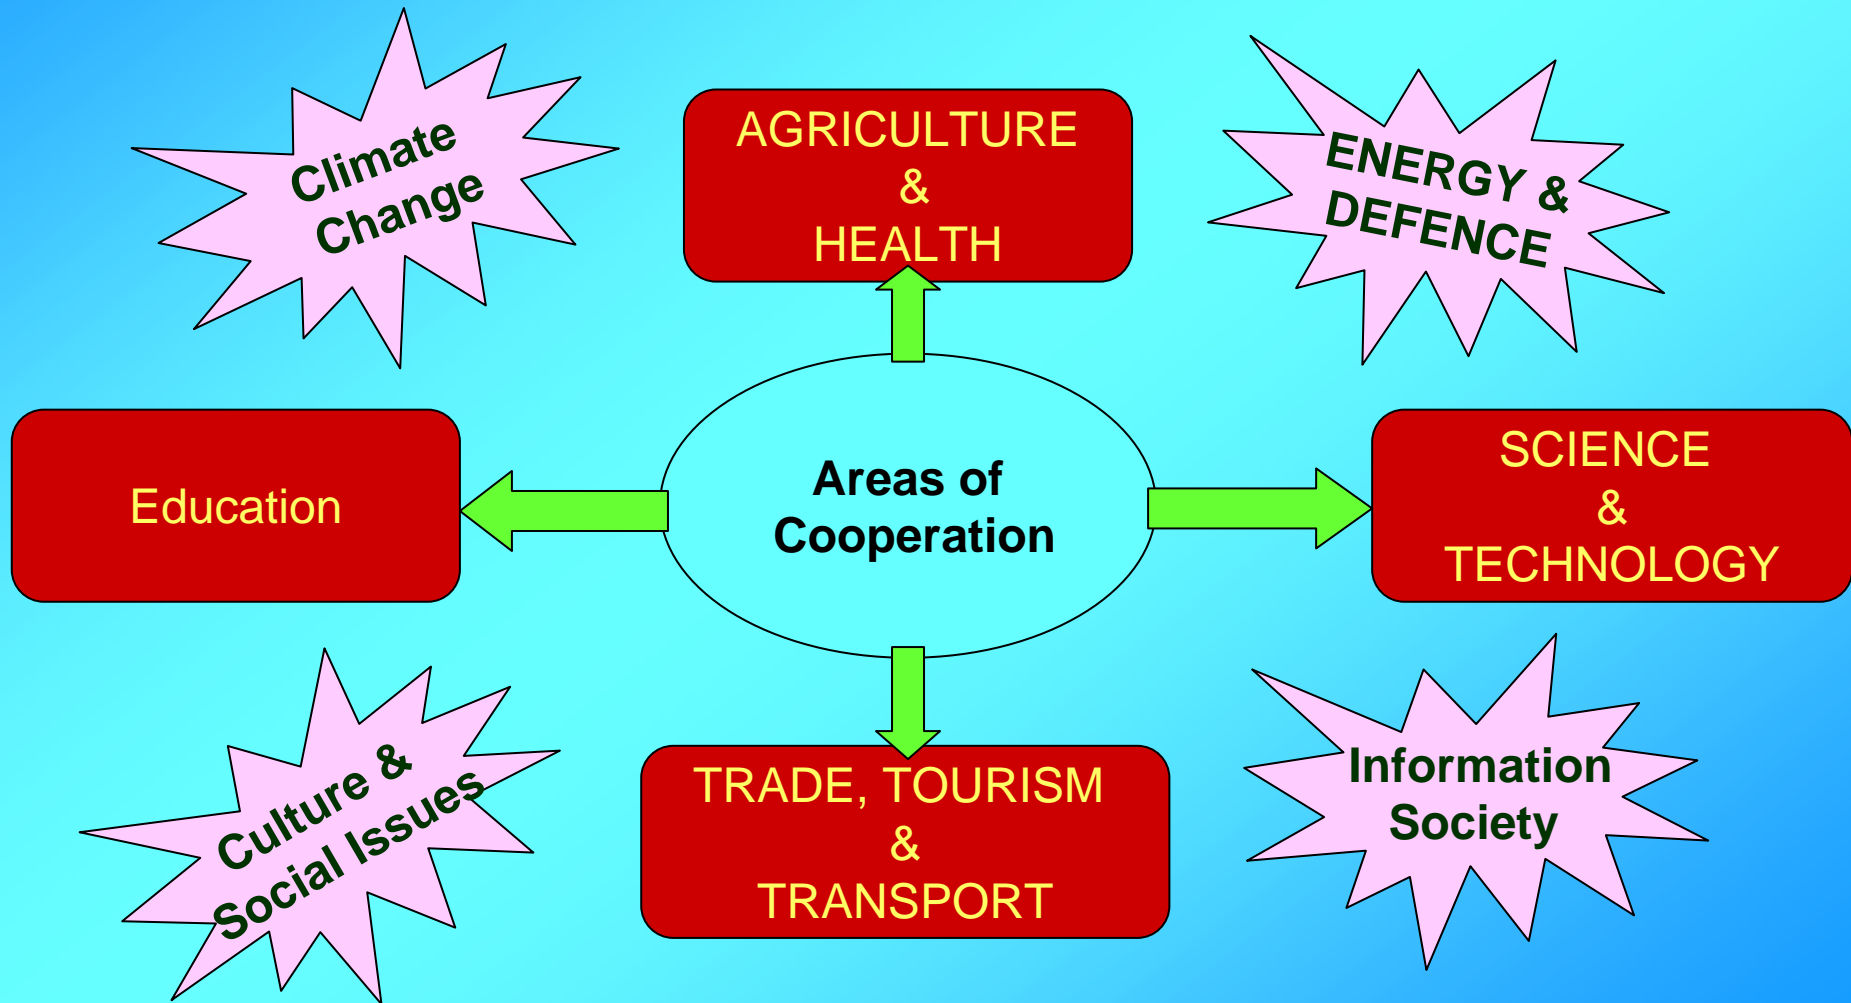 Climate
Change
AGRICULTURE
&
HEALTH
ENERGY &
DEFENCE
Education
Areas of
Cooperation
SCIENCE
&
TECHNOLOGY
Culture &
Social Issues
TRADE, TOURISM
&
TRANSPORT
Information
Society